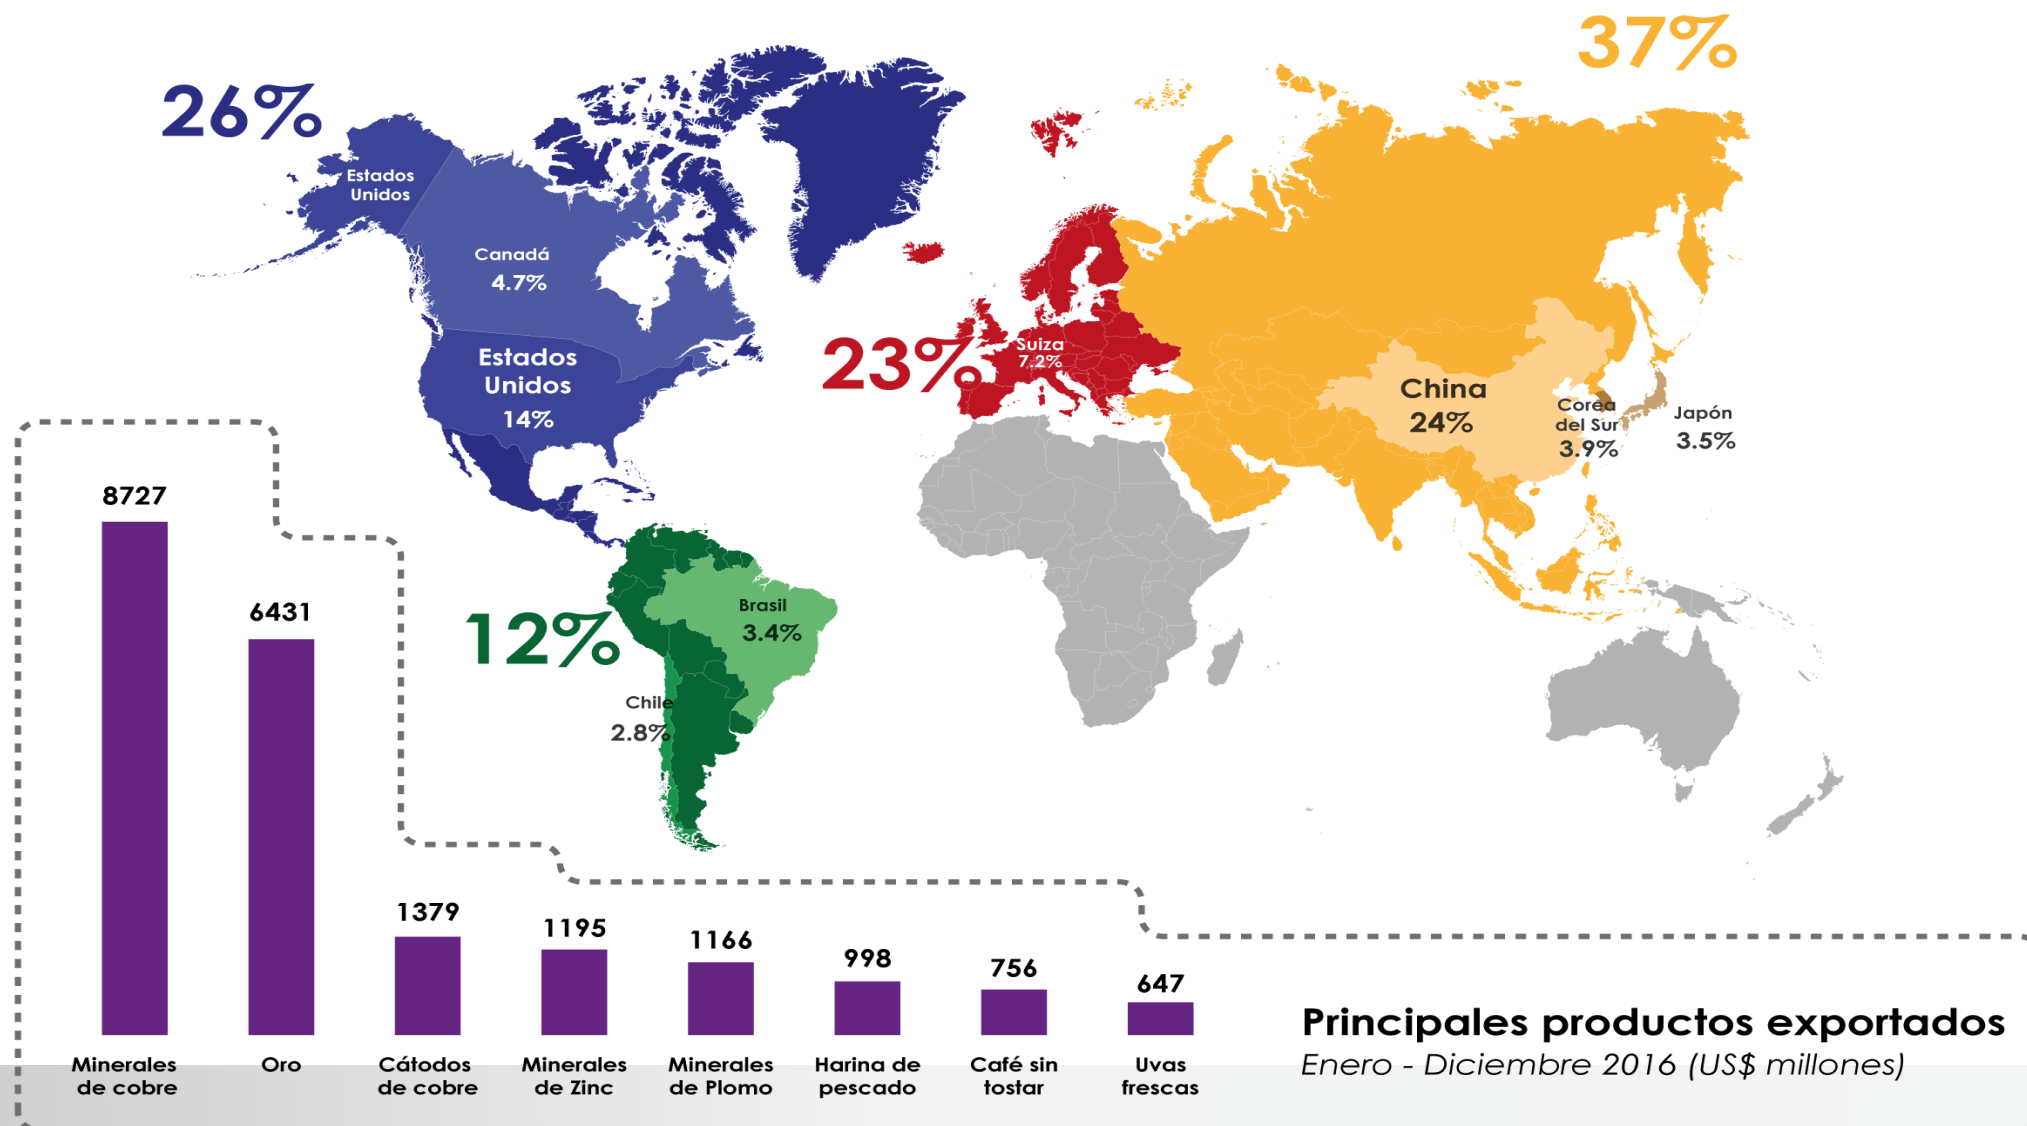 37%
26%
Estados
Unidos
Canadá
4.7%
Estados
Unidos
14%
23%
Suiza
7.2%
China
24%
Corea
del Sur
3.9%
Japón
3.5%
12%
Brasil
3.4%
Chile
2.8%
8727
6431
1379
1195
1166
998
756
647
Minerales
de cobre
Oro
Cátodos
de cobre
Minerales
de Zinc
Minerales
de Plomo
Harina de
pescado
Café sin
tostar
Uvas
frescas
Principales productos exportados
Enero - Diciembre 2016 (US$ millones)